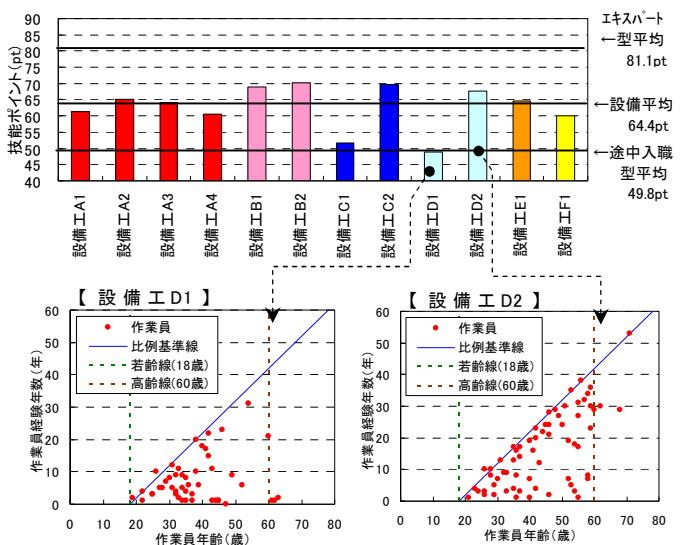 技能ポイント(pt)
90
85
80
75
70
65
60
55
50
45
40
エキスパート
←型平均
81.1pt
←設備平均
64.4pt
←途中入職
型平均
49.8pt
設備工A1
設備工A2
設備工A3
設備工A4
設備工B1
設備工B2
設備工C1
設備工C2
設備工D1
設備工D2
設備工E1
設備工F1
【 設 備 工 D1 】
作業員経験年数(年)
60
50
40
30
20
10
0
作業員
比例基準線
若齢線(18歳)
高齢線(60歳)
0 10 20 30 40 50 60 70 80
作業員年齢(歳)
【 設 備 工 D2 】
作業員経験年数(年)
60
50
40
30
20
10
0
作業員
比例基準線
若齢線(18歳)
高齢線(60歳)
0 10 20 30 40 50 60 70 80
作業員年齢(歳)